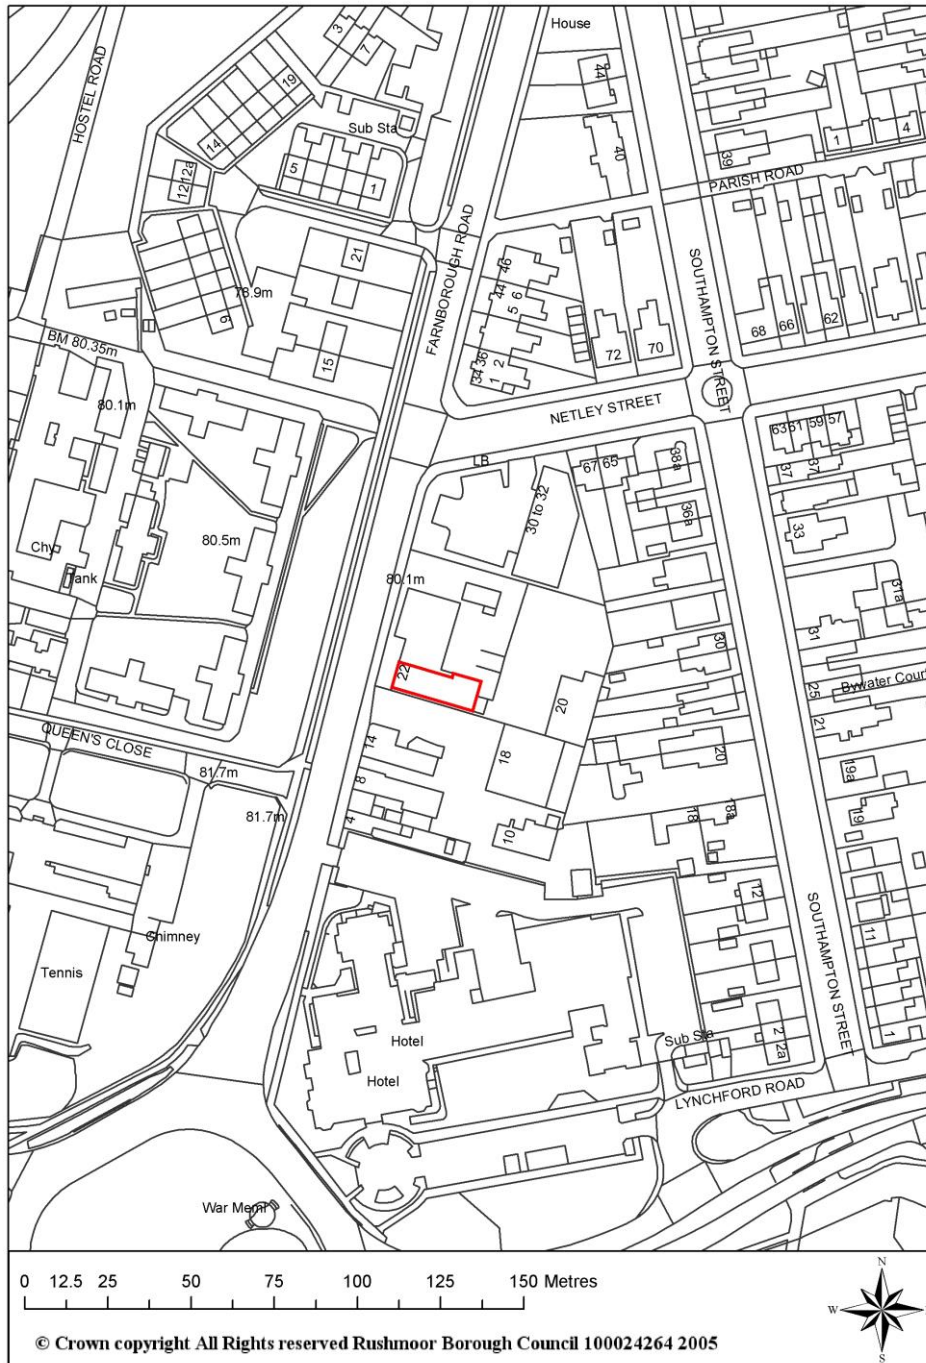 House
3
7
44
HOSTEL ROAD
19
14
Sub Sta
40
39
1
4
5
1
12
12a
PARISH ROAD
FARNBOROUGH ROAD
21
46
44
6
5
SOUTHAMPTON STREET
78.9m
6
BM 80.35m
15
36
34
2
1
72
70
68
66
62
80.1m
NETLEY STREET
63
61
59
57
LB
67
65
38a
37
37
30 to 32
36a
33
80.5m
Chy
Tank
80.1m
31a
31
30
22
Bywater Cour
25
20
21
QUEEN'S CLOSE
14
18
20
19a
81.7m
8
81.7m
4
10
18
18a
19
12
SOUTHAMPTON STREET
11
Chimney
Tennis
Hotel
Sub Sta
2
2a
1
Hotel
LYNCHFORD ROAD
War Meml
0 12.5 25 50 75 100 125 150 Metres
N
W
S
© Crown copyright All Rights reserved Rushmoor Borough Council 100024264 2005